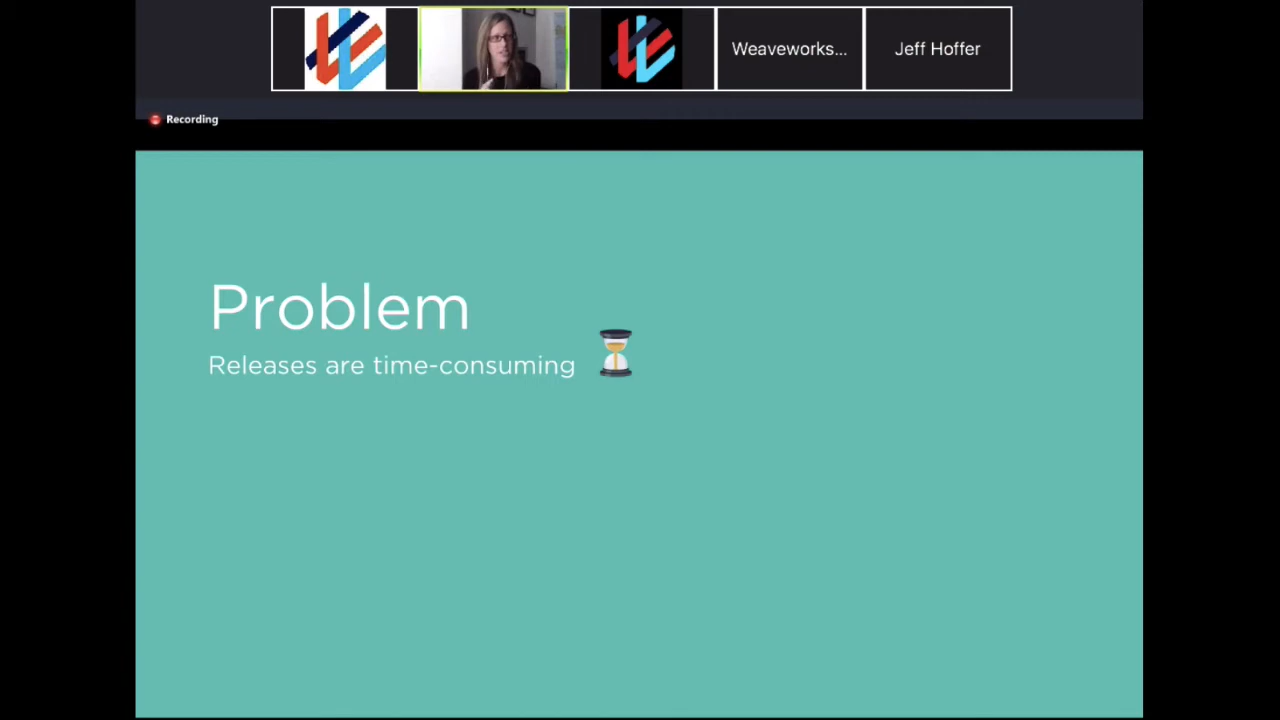 Weaveworks...
Jeff Hoffer
Recording
Problem
Releases are time-consuming